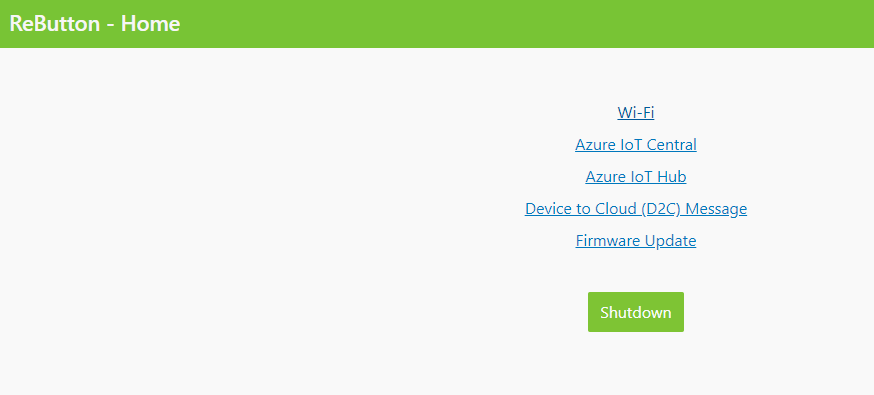 ReButton - Home
Wi-Fi
Azure IoT Central
Azure IoT Hub
Device to Cloud (D2C) Message
Firmware Update
Shutdown